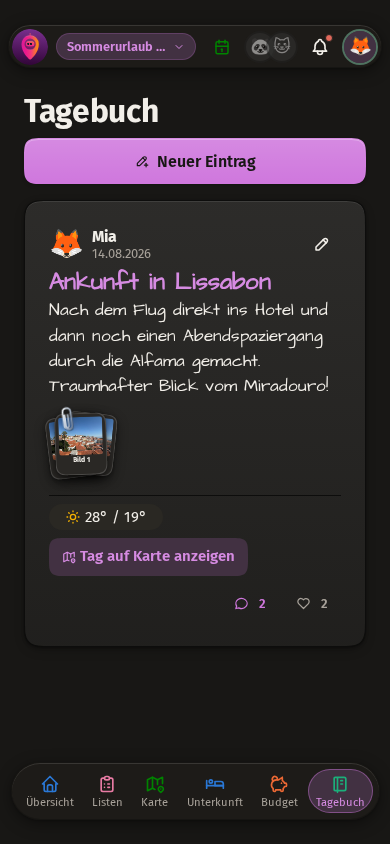 Sommerurlaub ...
Tagebuch
Neuer Eintrag
Mia
14.08.2026
Ankunft in Lissabon
Nach dem Flug direkt ins Hotel und
dann noch einen Abendspaziergang
durch die Alfama gemacht.
Traumhafter Blick vom Miradouro!
Bild 1
28° / 19°
Tag auf Karte anzeigen
2 2
Übersicht Listen Karte Unterkunft Budget Tagebuch